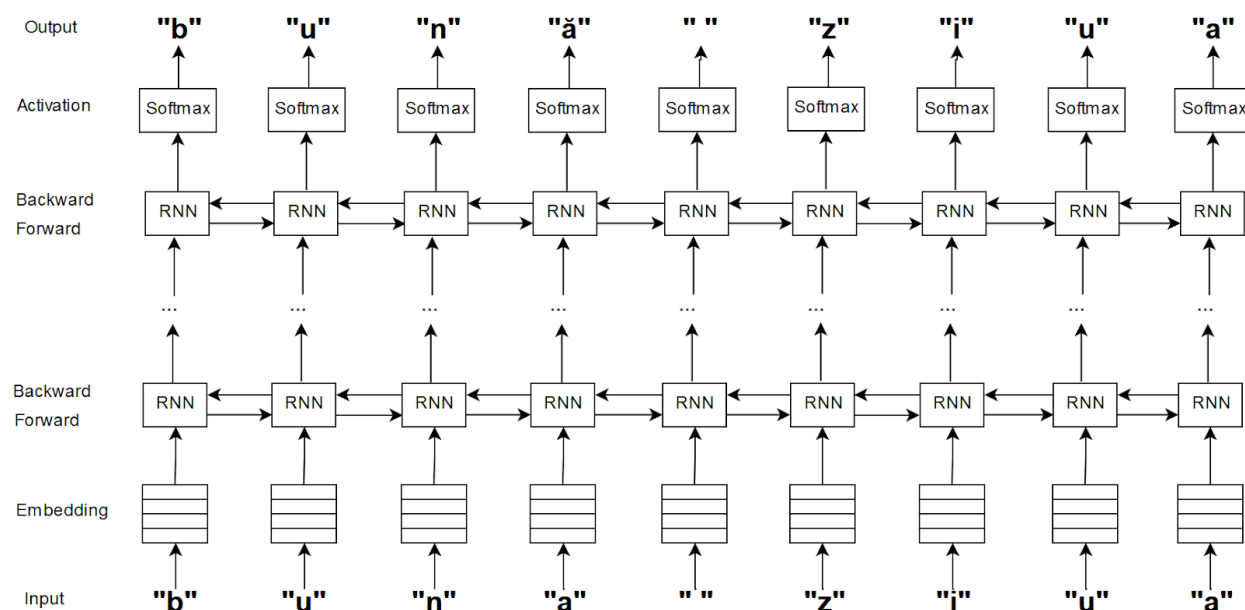 Output "b" "u" "n" "ă" " " "z" "i" "u" "a"
Activation Softmax Softmax Softmax Softmax Softmax Softmax Softmax Softmax Softmax
Backward
RNN RNN RNN RNN RNN RNN RNN RNN RNN
Forward
... ... ... ... ... ... ... ... ...
Backward
RNN RNN RNN RNN RNN RNN RNN RNN RNN
Forward
Embedding
Input "b" "u" "n" "a" " " "z" "i" "u" "a"